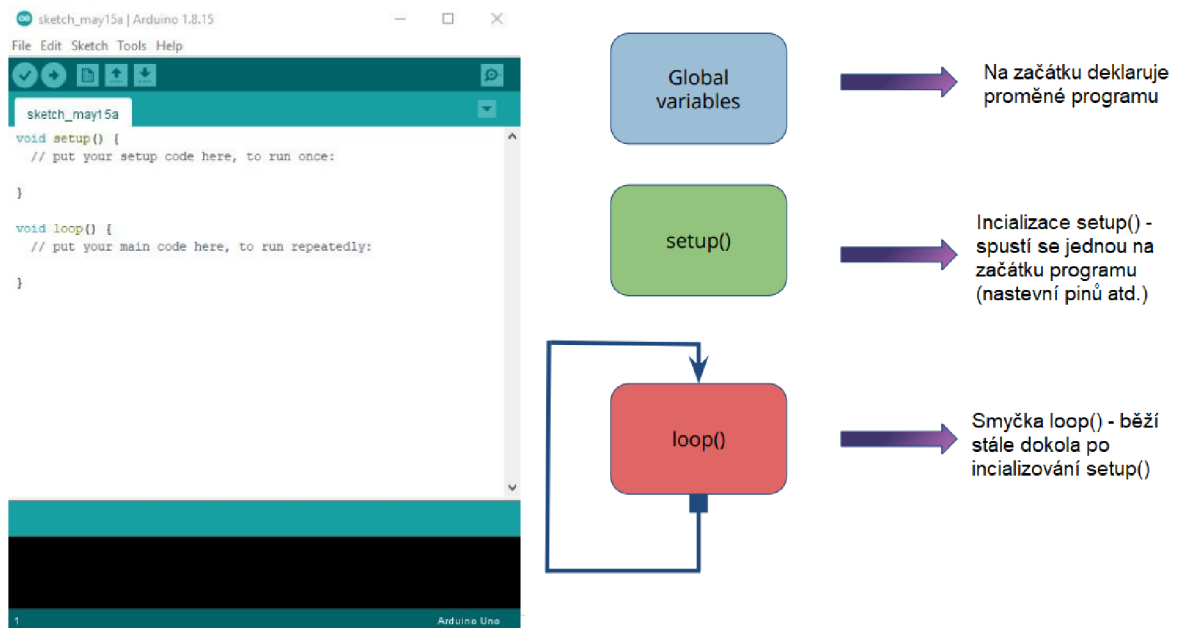 sketch_may15a | Arduino 1.8.15
File Edit Sketch Tools Help
sketch_may15a
void setup() {
// put your setup code here, to run once:
}
void loop() {
// put your main code here, to run repeatedly:
}
1
Arduino Uno
Global
variables
Na začátku deklaruje
proměné programu
setup()
Incializace setup() -
spustí se jednou na
začátku programu
(nastevní pinů atd.)
loop()
Smyčka loop() - běží
stále dokola po
incializování setup()